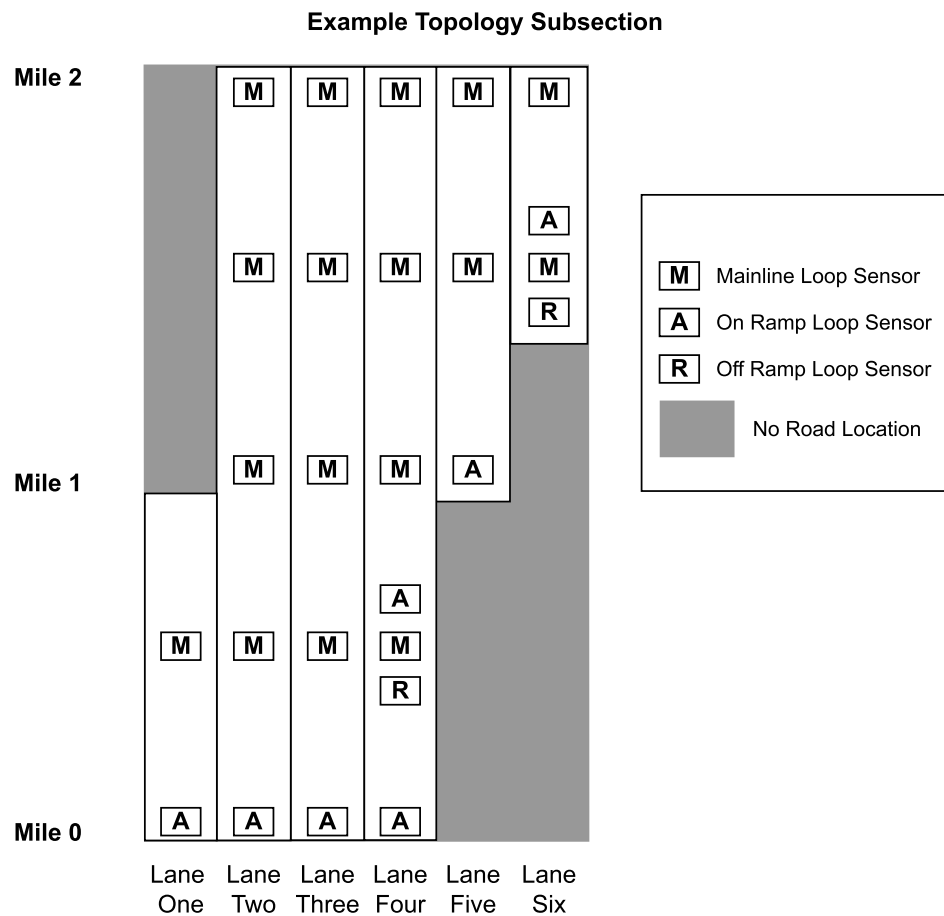 Example Topology Subsection
Mile 2
M M M M M
A
M M M M M
R
Mile 1
M M M A
A
M M M M
R
Mile 0
A A A A
Lane One
Lane Two
Lane Three
Lane Four
Lane Five
Lane Six
M Mainline Loop Sensor
A On Ramp Loop Sensor
R Off Ramp Loop Sensor
No Road Location